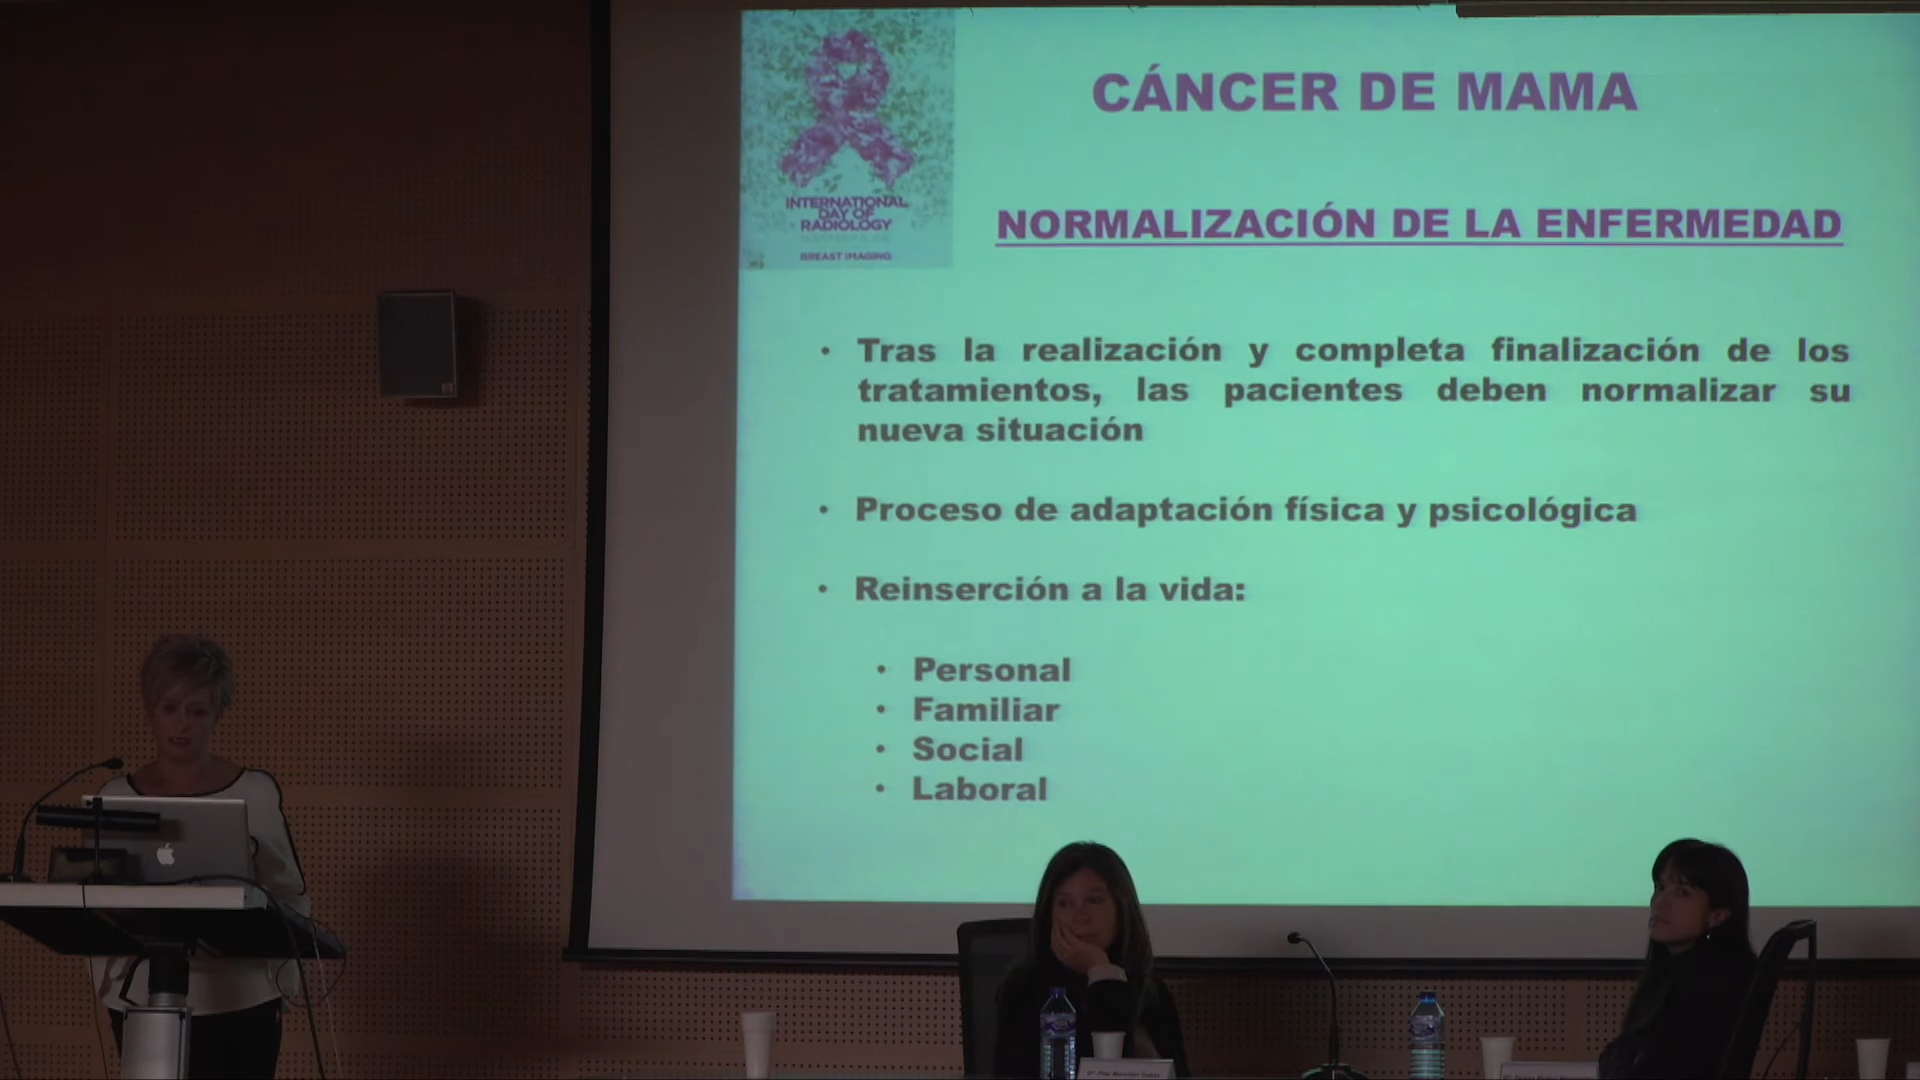 CÁNCER DE MAMA
INTERNATIONAL
DAY OF
RADIOLOGY
BREAST IMAGING
NORMALIZACIÓN DE LA ENFERMEDAD
• Tras la realización y completa finalización de los
tratamientos, las pacientes deben normalizar su
nueva situación
• Proceso de adaptación física y psicológica
• Reinserción a la vida:
• Personal
• Familiar
• Social
• Laboral